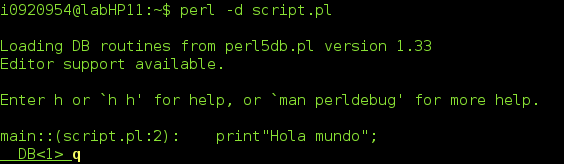 i0920954@labHP11:~$ perl -d script.pl
Loading DB routines from perl5db.pl version 1.33
Editor support available.
Enter h or `h h' for help, or `man perldebug' for more help.
main::(script.pl:2):    print"Hola mundo";
  DB<1> q